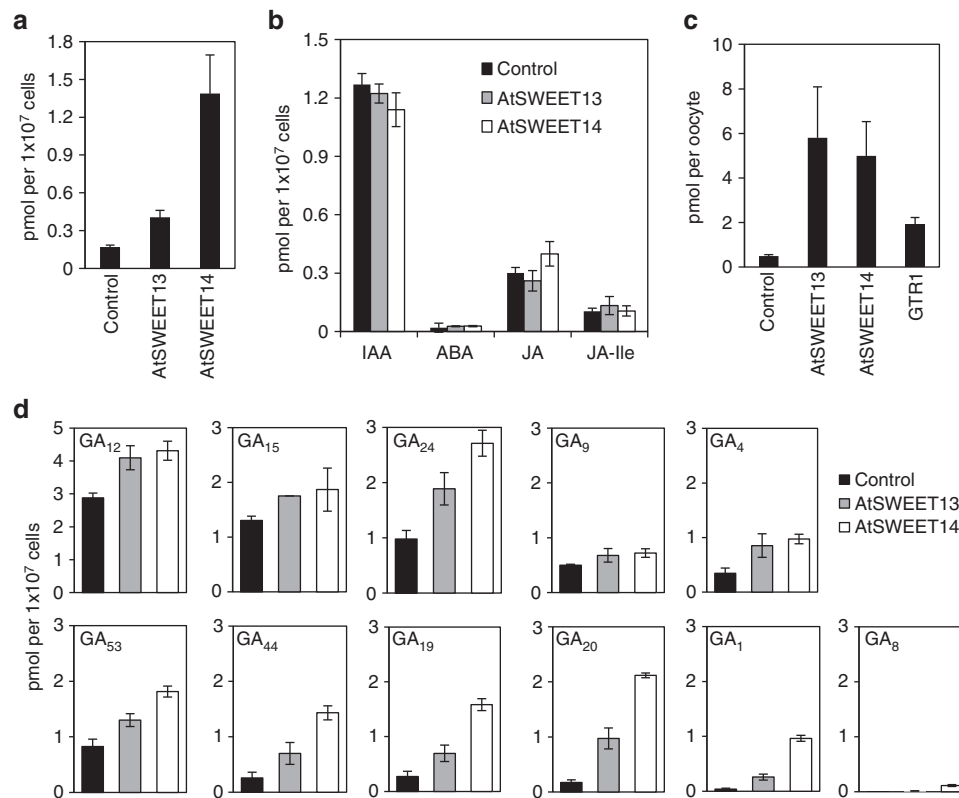 a
1.8
1.5
1.2
0.9
0.6
0.3
0
pmol per 1x10⁷ cells
Control
AtSWEET13
AtSWEET14
b
1.5
1.2
0.9
0.6
0.3
0
pmol per 1x10⁷ cells
Control
AtSWEET13
AtSWEET14
IAA
ABA
JA
JA-Ile
c
10
8
6
4
2
0
pmol per oocyte
Control
AtSWEET13
AtSWEET14
GTR1
d
pmol per 1x10⁷ cells
GA₁₂
5
4
3
2
1
0
GA₁₅
3
2
1
0
GA₂₄
3
2
1
0
GA₉
3
2
1
0
GA₄
3
2
1
0
Control
AtSWEET13
AtSWEET14
GA₅₃
3
2
1
0
GA₄₄
3
2
1
0
GA₁₉
3
2
1
0
GA₂₀
3
2
1
0
GA₁
3
2
1
0
GA₈
3
2
1
0